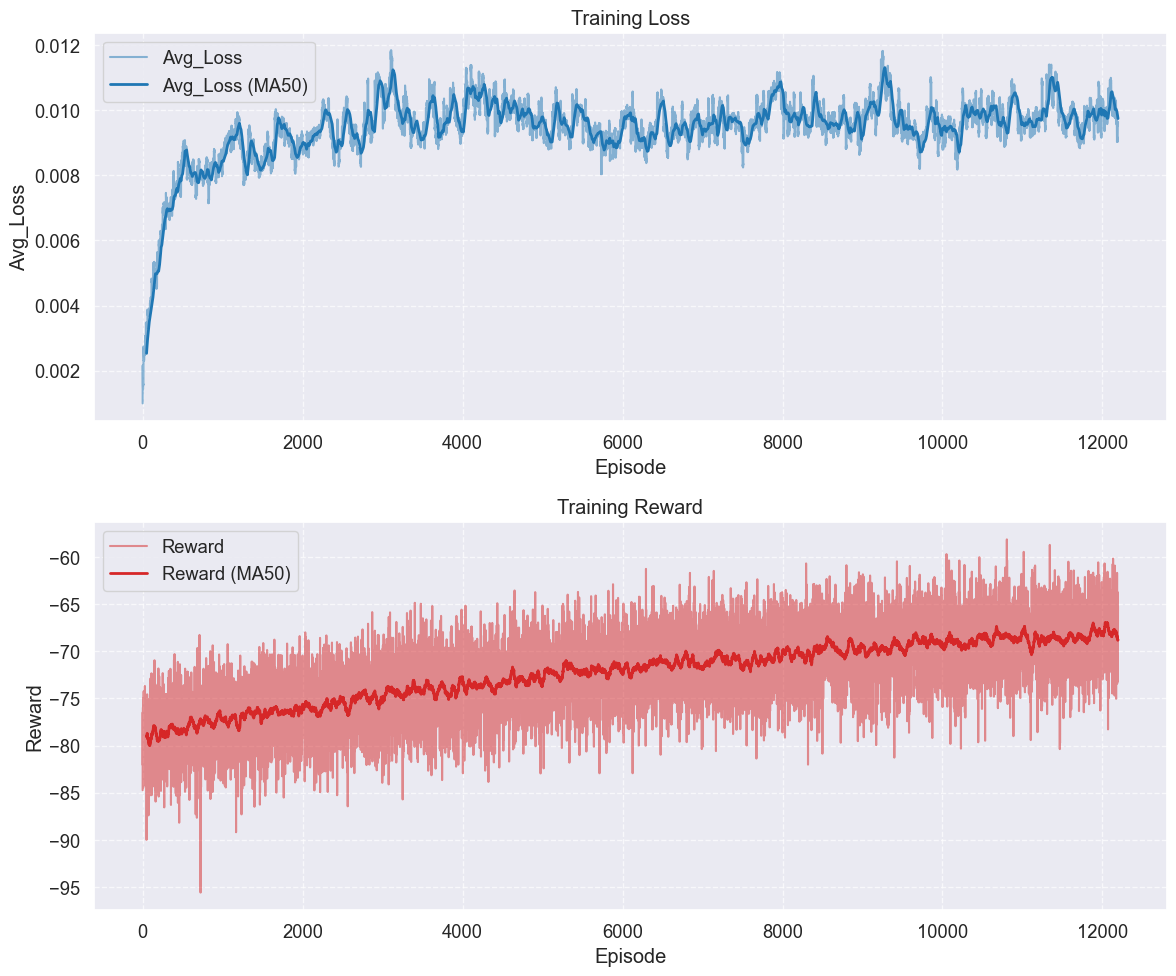 Training Loss
Avg_Loss
Avg_Loss (MA50)
0.012
0.010
0.008
0.006
0.004
0.002
Avg_Loss
0 2000 4000 6000 8000 10000 12000
Episode
Training Reward
Reward
Reward (MA50)
−60
−65
−70
−75
−80
−85
−90
−95
Reward
0 2000 4000 6000 8000 10000 12000
Episode